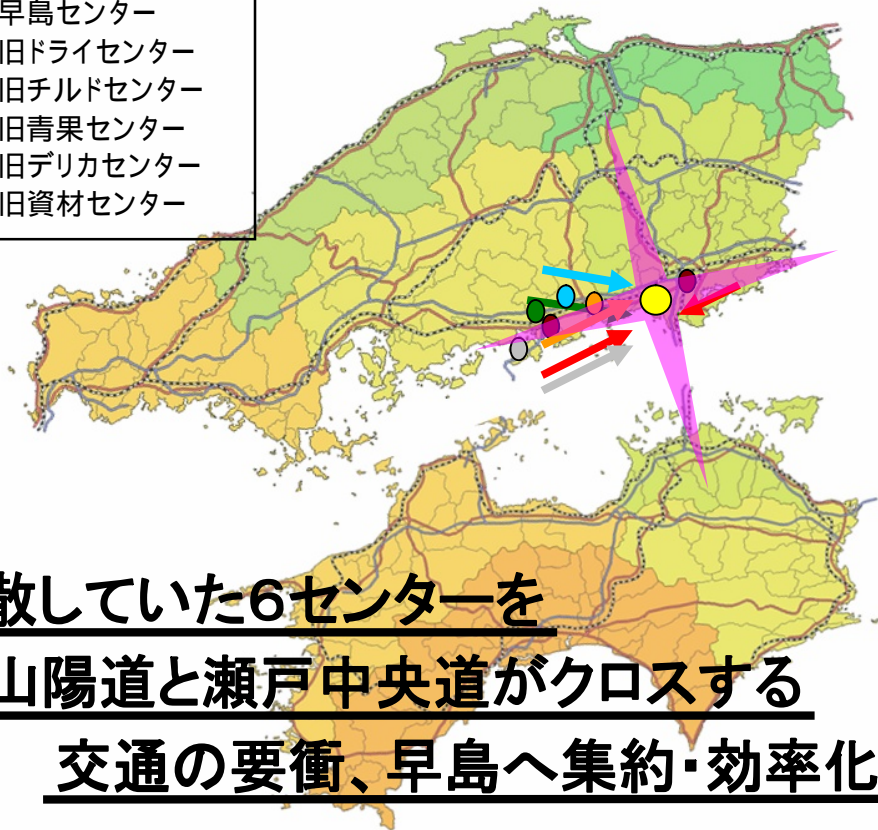 早島センター
旧ドライセンター
旧チルドセンター
旧青果センター
旧デリカセンター
旧資材センター
散していた６センターを
山陽道と瀬戸中央道がクロスする
交通の要衝、早島へ集約・効率化